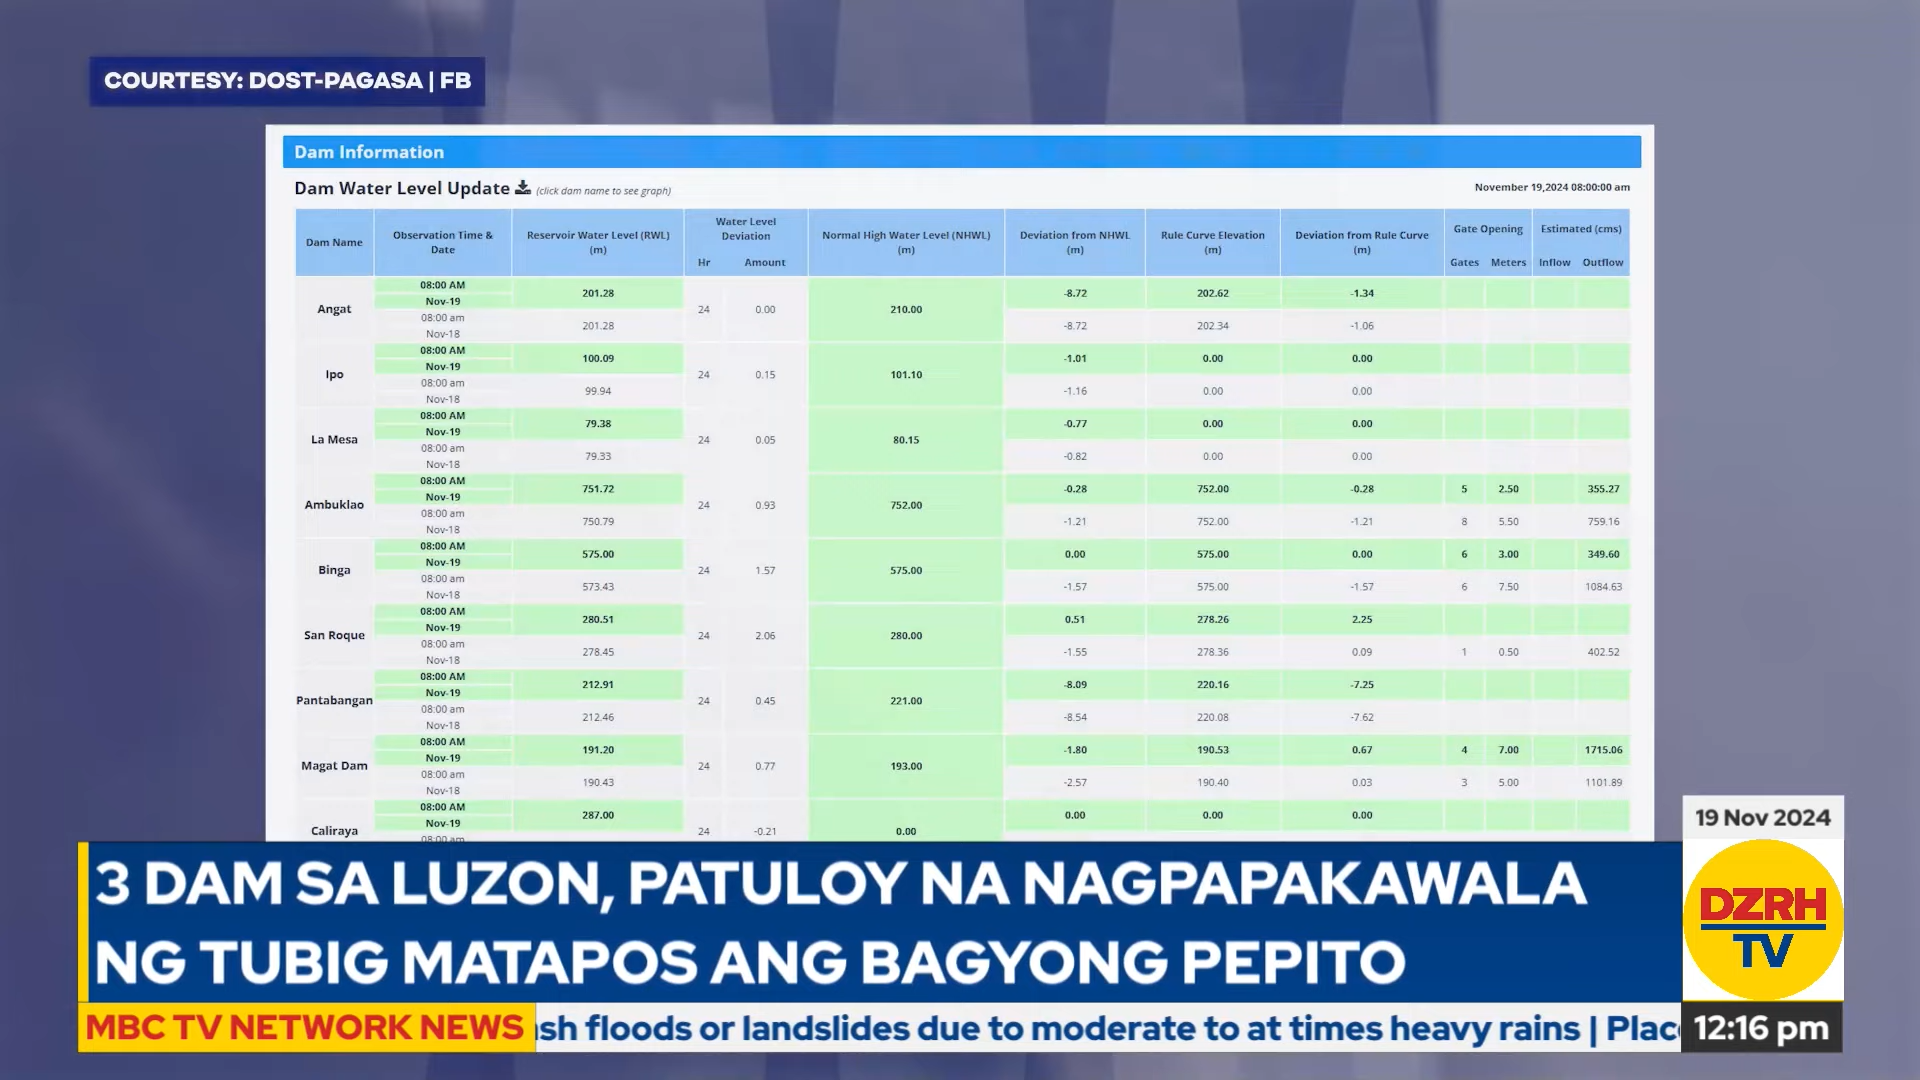 COURTESY: DOST-PAGASA | FB
Dam Information
Dam Water Level Update (click dam name to see graph) November 19,2024 08:00:00 am
Dam Name Observation Time & Date Reservoir Water Level (RWL) (m) Water Level Deviation Hr Amount Normal High Water Level (NHWL) (m) Deviation from NHWL (m) Rule Curve Elevation (m) Deviation from Rule Curve (m) Gate Opening Gates Meters Estimated (cms) Inflow Outflow
Angat 08:00 AM Nov-19 201.28 24 0.00 210.00 -8.72 202.62 -1.34
08:00 am Nov-18 201.28 -8.72 202.34 -1.06
Ipo 08:00 AM Nov-19 100.09 24 0.15 101.10 -1.01 0.00 0.00
08:00 am Nov-18 99.94 -1.16 0.00 0.00
La Mesa 08:00 AM Nov-19 79.38 24 0.05 80.15 -0.77 0.00 0.00
08:00 am Nov-18 79.33 -0.82 0.00 0.00
Ambuklao 08:00 AM Nov-19 751.72 24 0.93 752.00 -0.28 752.00 -0.28 5 2.50 355.27
08:00 am Nov-18 750.79 -1.21 752.00 -1.21 8 5.50 759.16
Binga 08:00 AM Nov-19 575.00 24 1.57 575.00 0.00 575.00 0.00 6 3.00 349.60
08:00 am Nov-18 573.43 -1.57 575.00 -1.57 6 7.50 1084.63
San Roque 08:00 AM Nov-19 280.51 24 2.06 280.00 0.51 278.26 2.25
08:00 am Nov-18 278.45 -1.55 278.36 0.09 1 0.50 402.52
Pantabangan 08:00 AM Nov-19 212.91 24 0.45 221.00 -8.09 220.16 -7.25
08:00 am Nov-18 212.46 -8.54 220.08 -7.62
Magat Dam 08:00 AM Nov-19 191.20 24 0.77 193.00 -1.80 190.53 0.67 4 7.00 1715.06
08:00 am Nov-18 190.43 -2.57 190.40 0.03 3 5.00 1101.89
Caliraya 08:00 AM Nov-19 287.00 24 -0.21 0.00 0.00 0.00 0.00
08:00 am
19 Nov 2024
3 DAM SA LUZON, PATULOY NA NAGPAPAKAWALA
NG TUBIG MATAPOS ANG BAGYONG PEPITO
DZRH
TV
MBC TV NETWORK NEWS ash floods or landslides due to moderate to at times heavy rains | Plac
12:16 pm